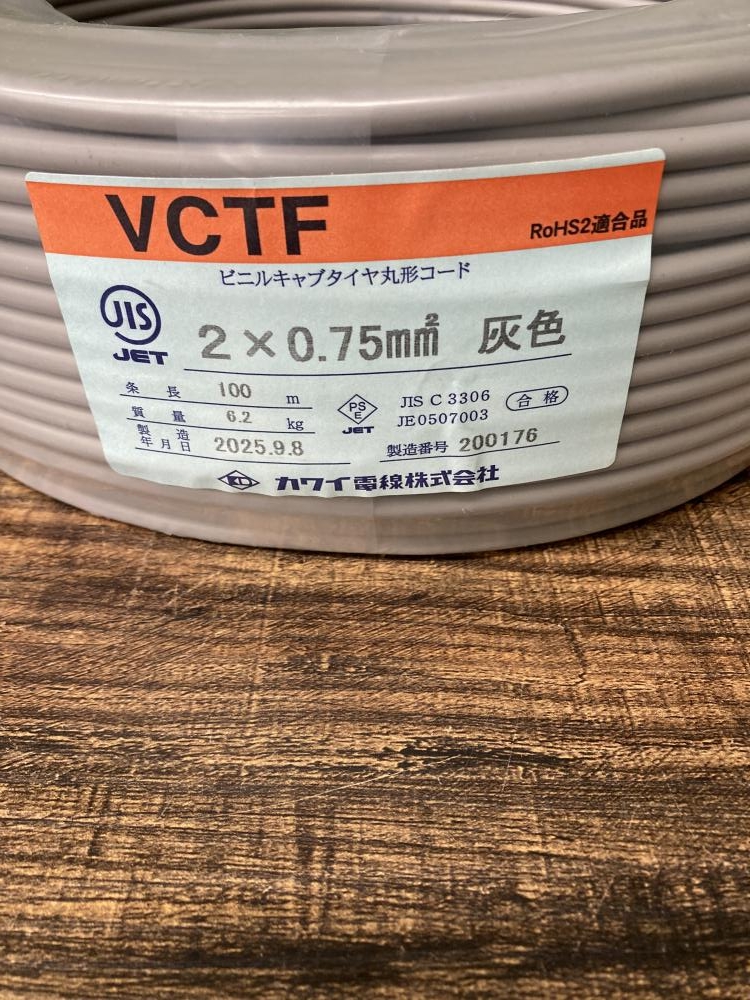 VCTF
RoHS2適合品
ビニルキャブタイヤ丸形コード
JIS
JET
2×0.75mm² 灰色
条長 100 m
質量 6.2 kg
製造年月日 2025.9.8
PSE
JET
JIS C 3306
JE0507003
合格
製造番号 200176
KD カワイ電線株式会社